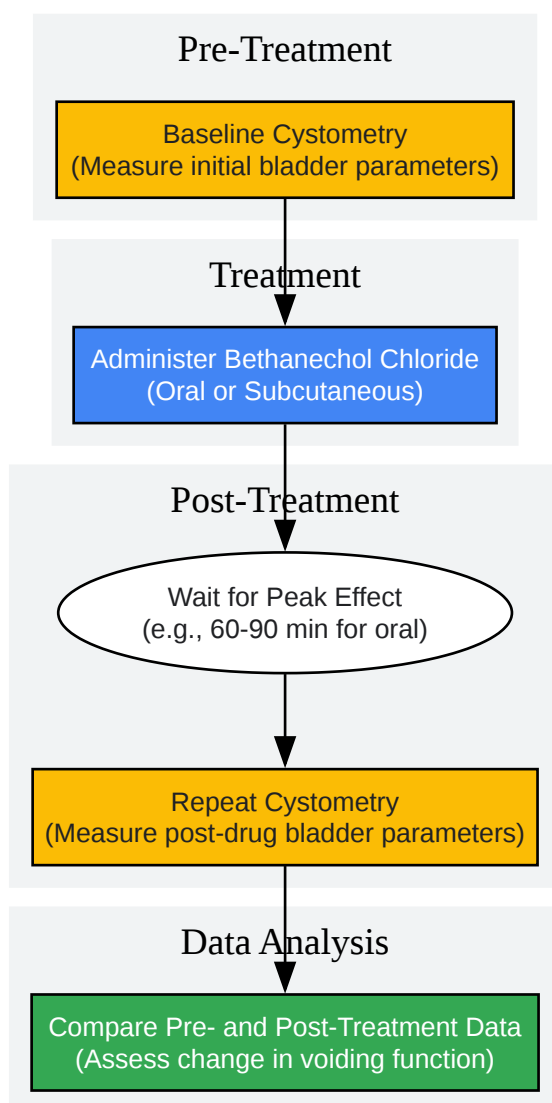 Pre-Treatment
Baseline Cystometry
(Measure initial bladder parameters)
Treatment
Administer Bethanechol Chloride
(Oral or Subcutaneous)
Post-Treatment
Wait for Peak Effect
(e.g., 60-90 min for oral)
Repeat Cystometry
(Measure post-drug bladder parameters)
Data Analysis
Compare Pre- and Post-Treatment Data
(Assess change in voiding function)